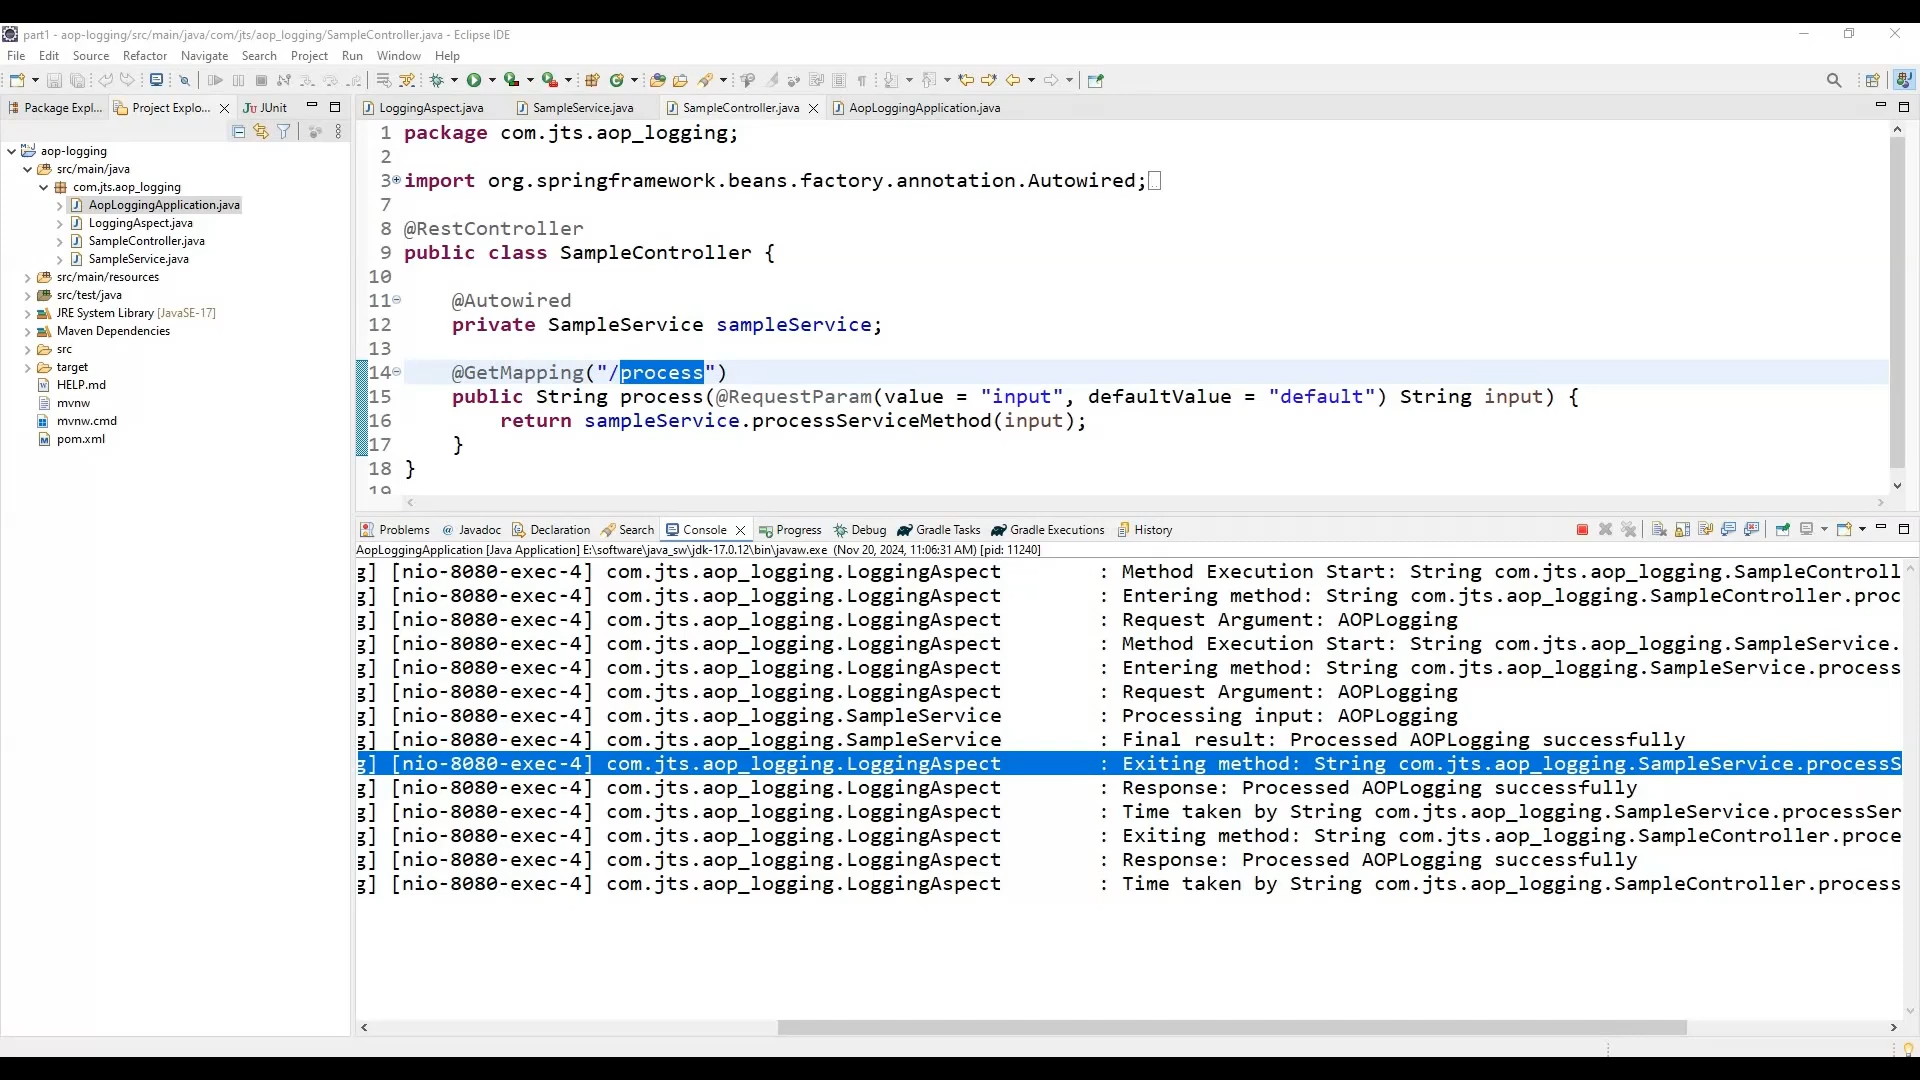 part1 - aop-logging/src/main/java/com/jts/aop_logging/SampleController.java - Eclipse IDE
File Edit Source Refactor Navigate Search Project Run Window Help
Package Expl... Project Explo... JUnit
aop-logging
src/main/java
com.jts.aop_logging
AopLoggingApplication.java
LoggingAspect.java
SampleController.java
SampleService.java
src/main/resources
src/test/java
JRE System Library [JavaSE-17]
Maven Dependencies
src
target
HELP.md
mvnw
mvnw.cmd
pom.xml
LoggingAspect.java SampleService.java SampleController.java AopLoggingApplication.java
1 package com.jts.aop_logging;
2
3 import org.springframework.beans.factory.annotation.Autowired;
7
8 @RestController
9 public class SampleController {
10
11 @Autowired
12 private SampleService sampleService;
13
14 @GetMapping("/process")
15 public String process(@RequestParam(value = "input", defaultValue = "default") String input) {
16 return sampleService.processServiceMethod(input);
17 }
18 }
19
Problems Javadoc Declaration Search Console Progress Debug Gradle Tasks Gradle Executions History
AopLoggingApplication [Java Application] E:\software\java_sw\jdk-17.0.12\bin\javaw.exe (Nov 20, 2024, 11:06:31 AM) [pid: 11240]
g] [nio-8080-exec-4] com.jts.aop_logging.LoggingAspect : Method Execution Start: String com.jts.aop_logging.SampleControll
g] [nio-8080-exec-4] com.jts.aop_logging.LoggingAspect : Entering method: String com.jts.aop_logging.SampleController.proc
g] [nio-8080-exec-4] com.jts.aop_logging.LoggingAspect : Request Argument: AOPLogging
g] [nio-8080-exec-4] com.jts.aop_logging.LoggingAspect : Method Execution Start: String com.jts.aop_logging.SampleService.
g] [nio-8080-exec-4] com.jts.aop_logging.LoggingAspect : Entering method: String com.jts.aop_logging.SampleService.process
g] [nio-8080-exec-4] com.jts.aop_logging.LoggingAspect : Request Argument: AOPLogging
g] [nio-8080-exec-4] com.jts.aop_logging.SampleService : Processing input: AOPLogging
g] [nio-8080-exec-4] com.jts.aop_logging.SampleService : Final result: Processed AOPLogging successfully
g] [nio-8080-exec-4] com.jts.aop_logging.LoggingAspect : Exiting method: String com.jts.aop_logging.SampleService.processS
g] [nio-8080-exec-4] com.jts.aop_logging.LoggingAspect : Response: Processed AOPLogging successfully
g] [nio-8080-exec-4] com.jts.aop_logging.LoggingAspect : Time taken by String com.jts.aop_logging.SampleService.processSer
g] [nio-8080-exec-4] com.jts.aop_logging.LoggingAspect : Exiting method: String com.jts.aop_logging.SampleController.proce
g] [nio-8080-exec-4] com.jts.aop_logging.LoggingAspect : Response: Processed AOPLogging successfully
g] [nio-8080-exec-4] com.jts.aop_logging.LoggingAspect : Time taken by String com.jts.aop_logging.SampleController.process